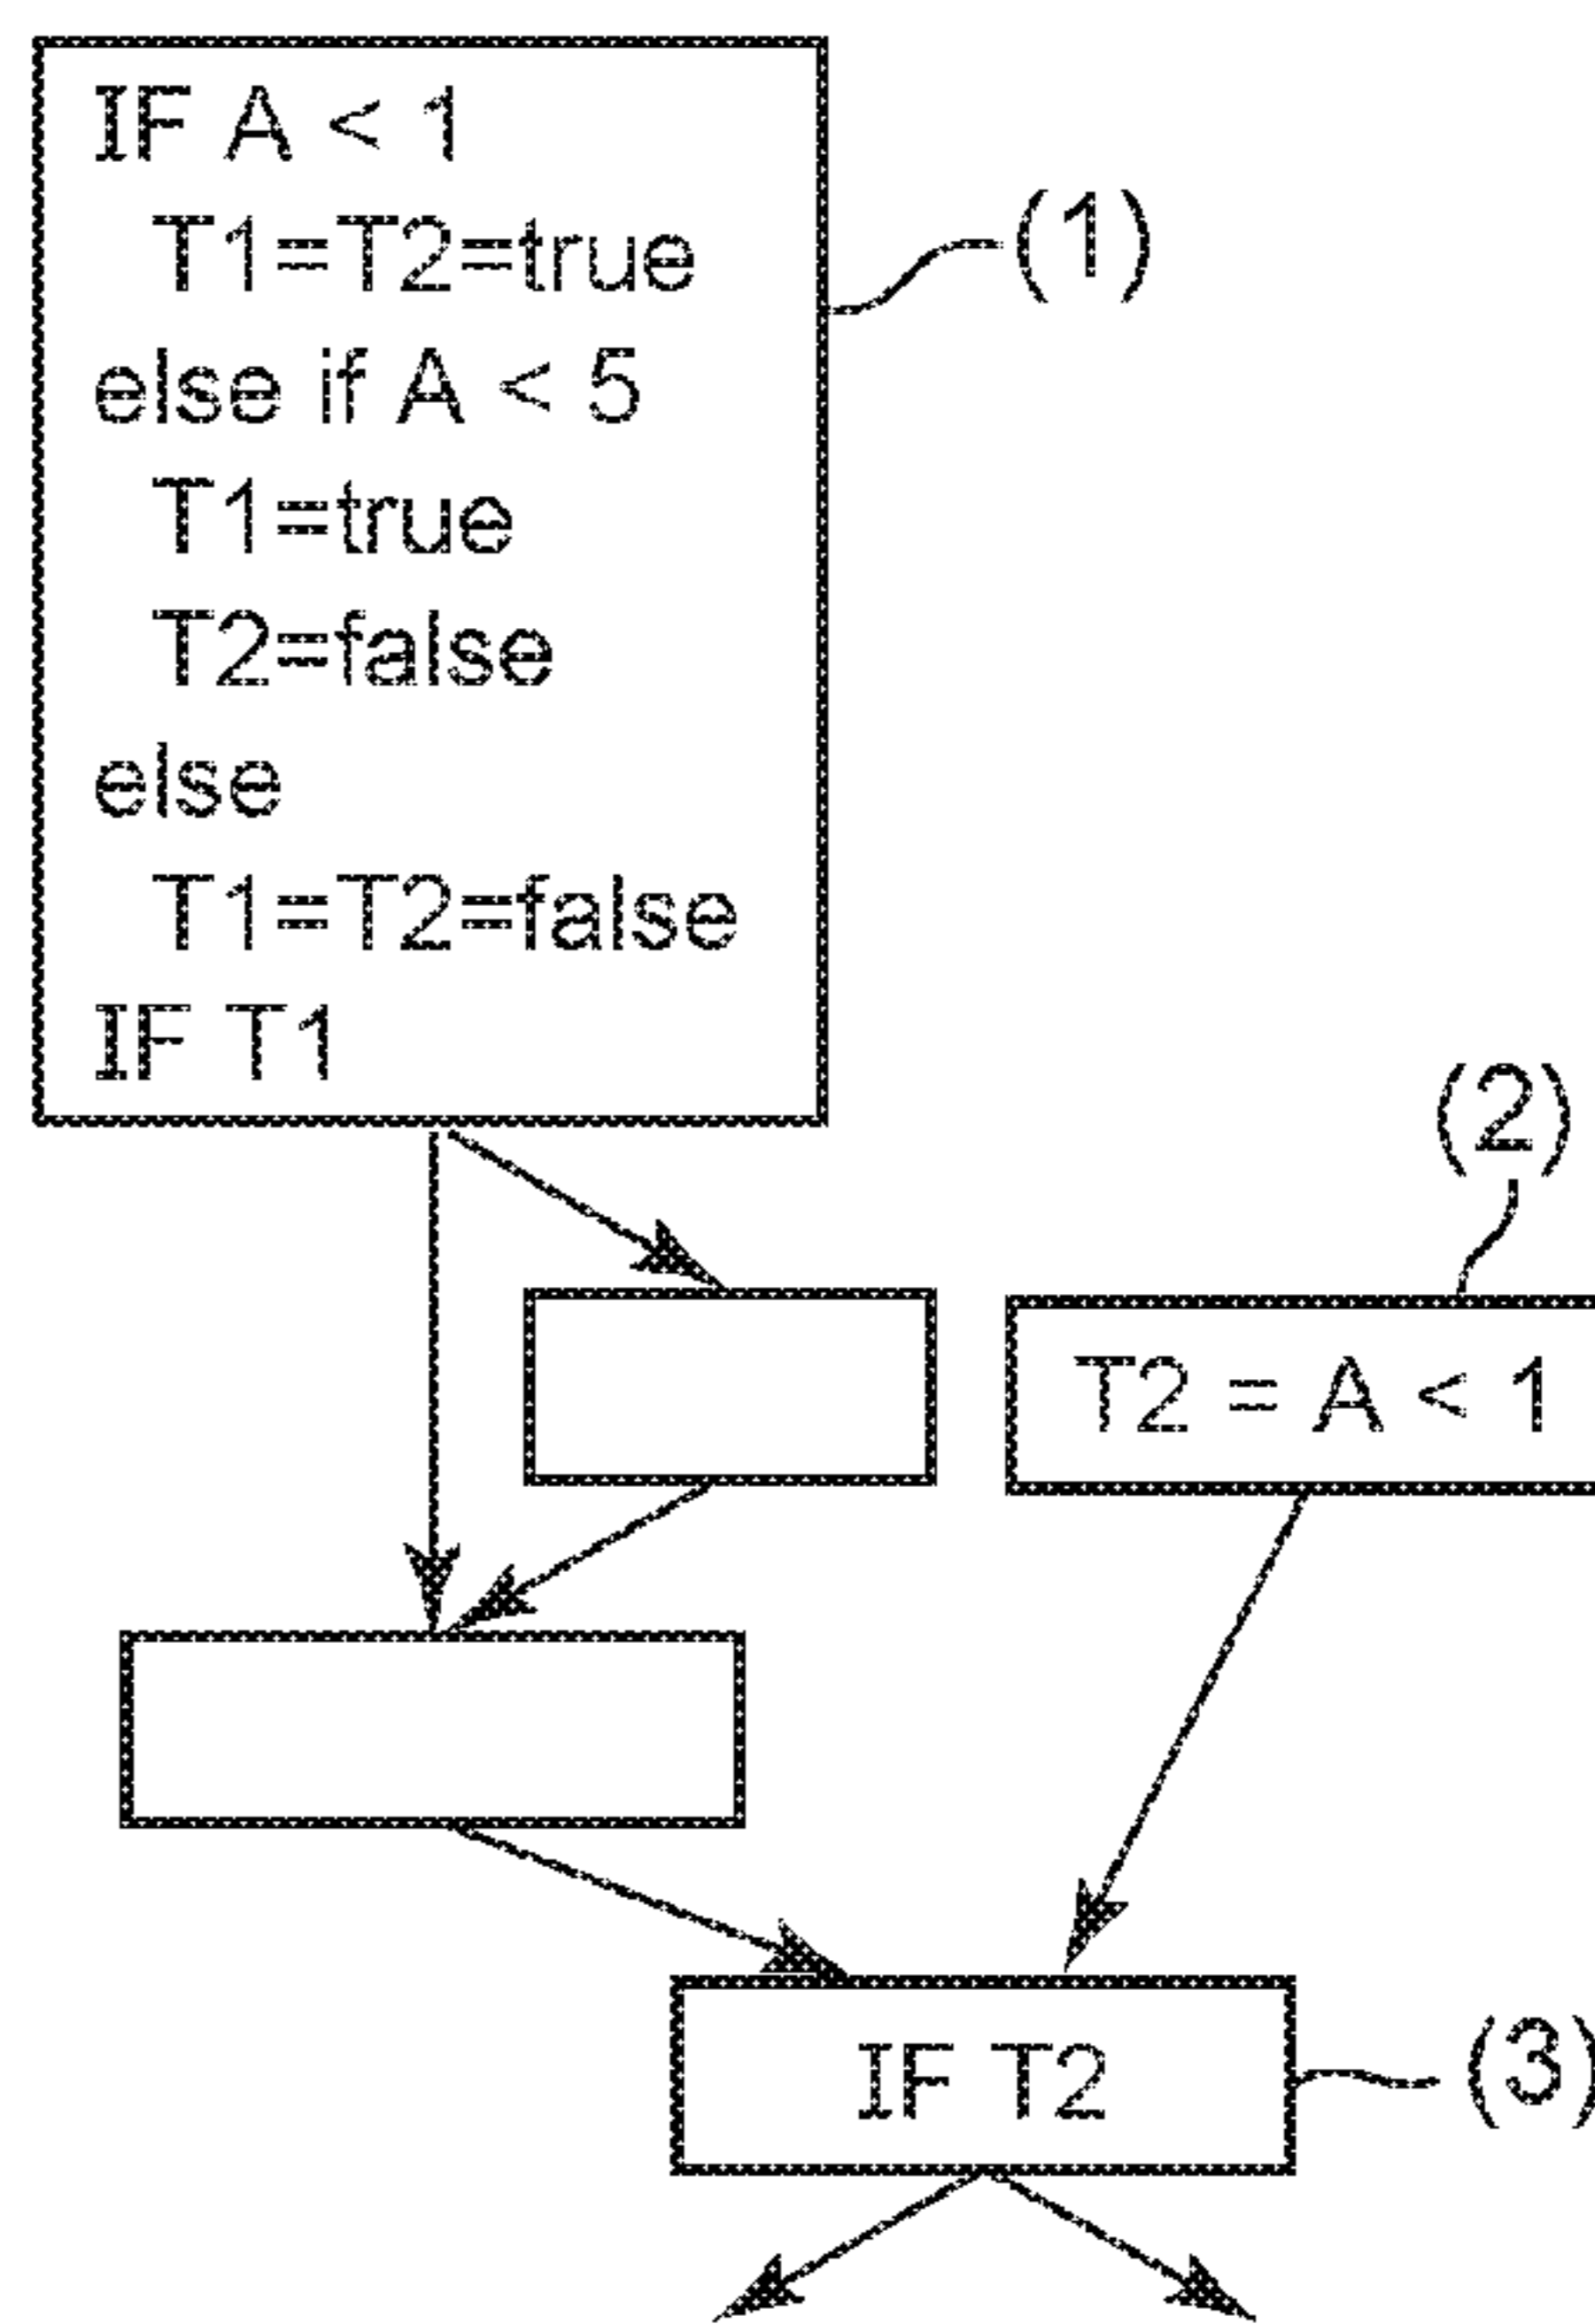 IF A < 1
T1=T2=true
else if A < 5
T1=true
T2=false
else
T1=T2=false
IF T1
(1)
(2)
T2 = A < 1
IF T2
(3)